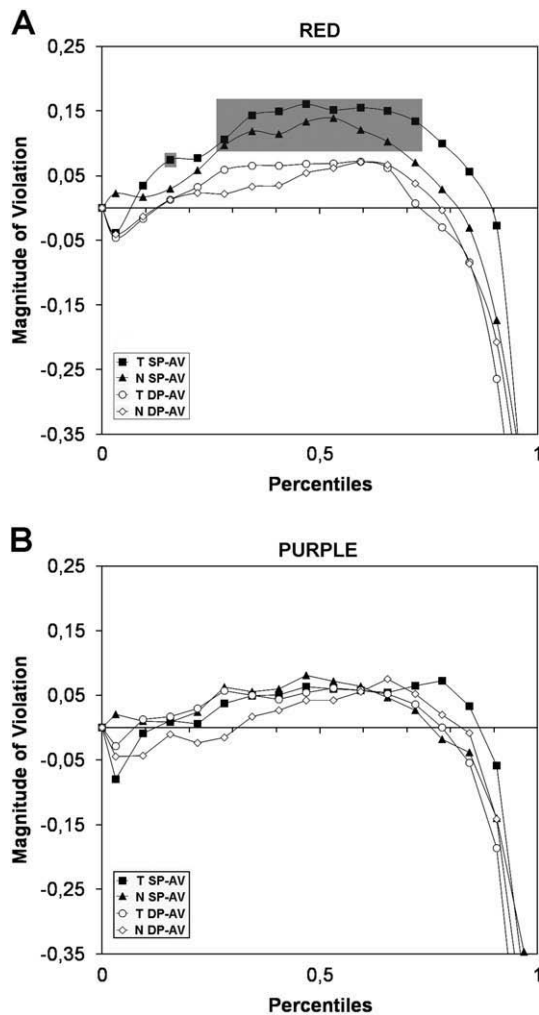 A
RED
0,25
0,15
0,05
-0,05
-0,15
-0,25
-0,35
Magnitude of Violation
T SP-AV
N SP-AV
T DP-AV
N DP-AV
0
0,5
1
Percentiles
B
PURPLE
0,25
0,15
0,05
-0,05
-0,15
-0,25
-0,35
Magnitude of Violation
T SP-AV
N SP-AV
T DP-AV
N DP-AV
0
0,5
1
Percentiles